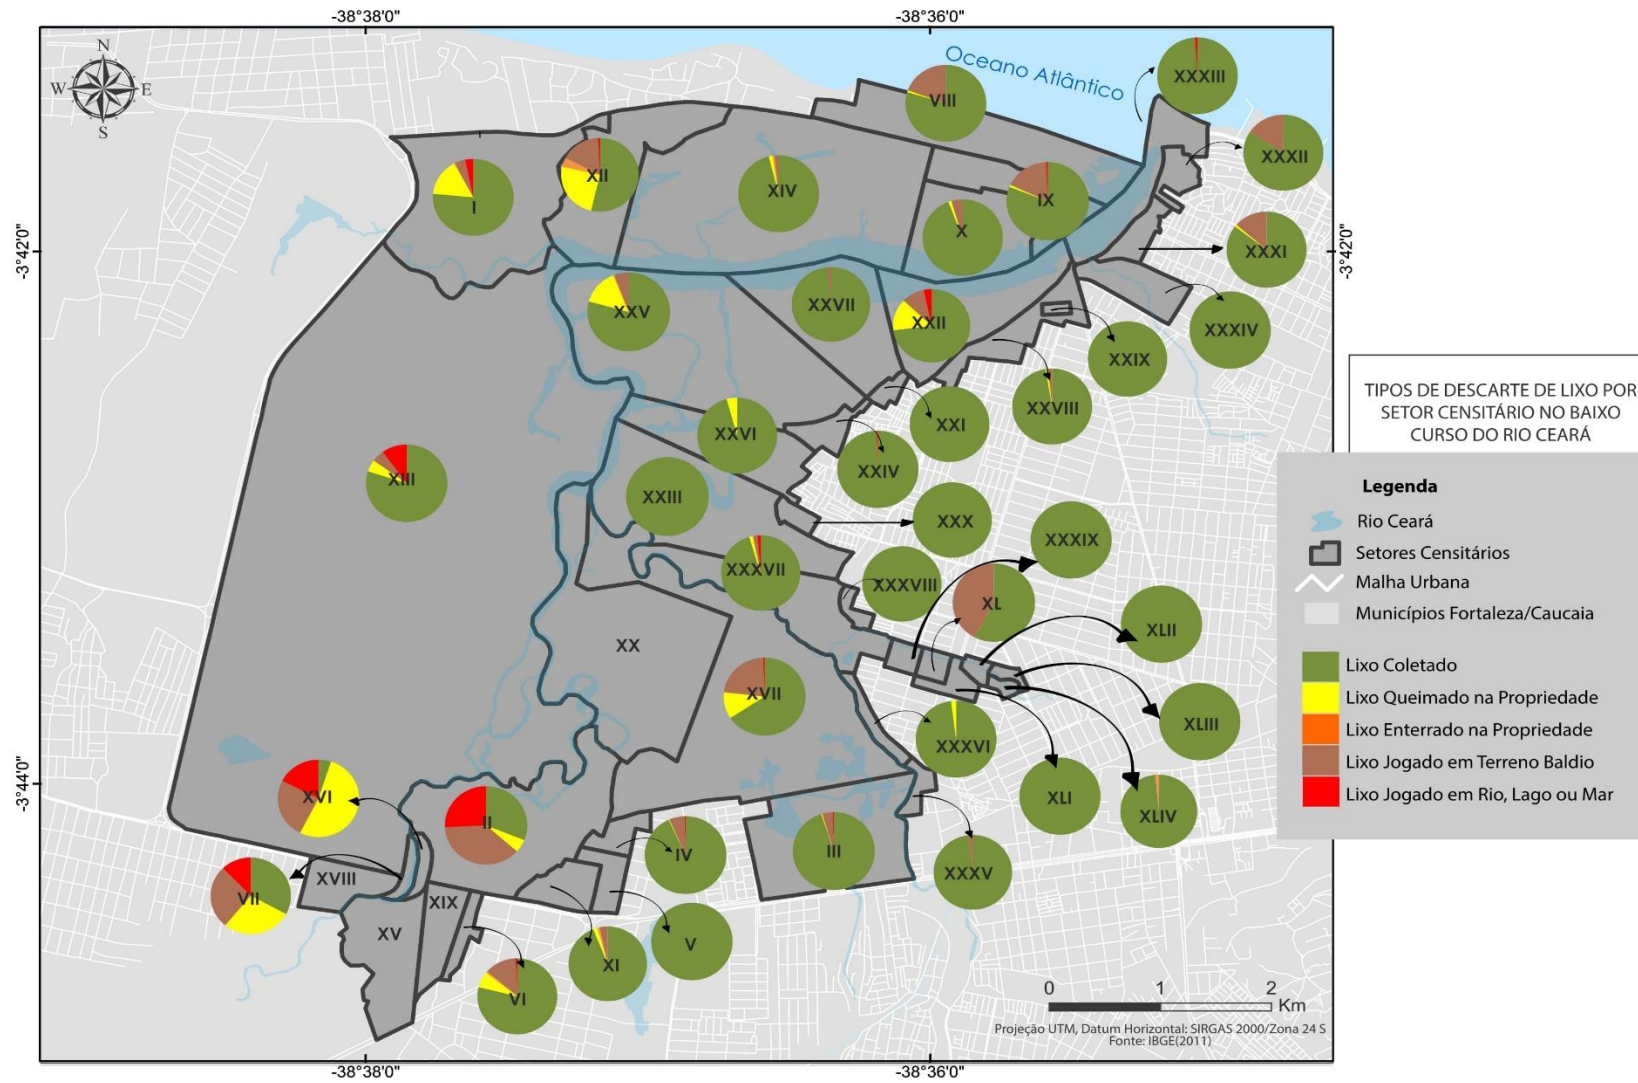 -38°38'0"
-38°36'0"
N
W
E
S
Oceano Atlântico
XXXIII
VIII
XXXII
XII
I
XIV
IX
X
XXXI
-3°42'0"
-3°42'0"
XXV
XXVII
XXII
XXXIV
XXIX
XXVIII
XXI
XXVI
XXIV
XIII
XXIII
XXX
XXXIX
XXXVII
XXXVIII
XL
XLII
XX
XVII
XLIII
XXXVI
-3°44'0"
XVI
II
XLI
XLIV
IV
III
XXXV
XVIII
VII
XIX
XV
V
XI
VI
0 1 2
Km
Projeção UTM, Datum Horizontal: SIRGAS 2000/Zona 24 S
Fonte: IBGE(2011)
-38°38'0"
-38°36'0"
TIPOS DE DESCARTE DE LIXO POR
SETOR CENSITÁRIO NO BAIXO
CURSO DO RIO CEARÁ
Legenda
Rio Ceará
Setores Censitários
Malha Urbana
Municípios Fortaleza/Caucaia
Lixo Coletado
Lixo Queimado na Propriedade
Lixo Enterrado na Propriedade
Lixo Jogado em Terreno Baldio
Lixo Jogado em Rio, Lago ou Mar